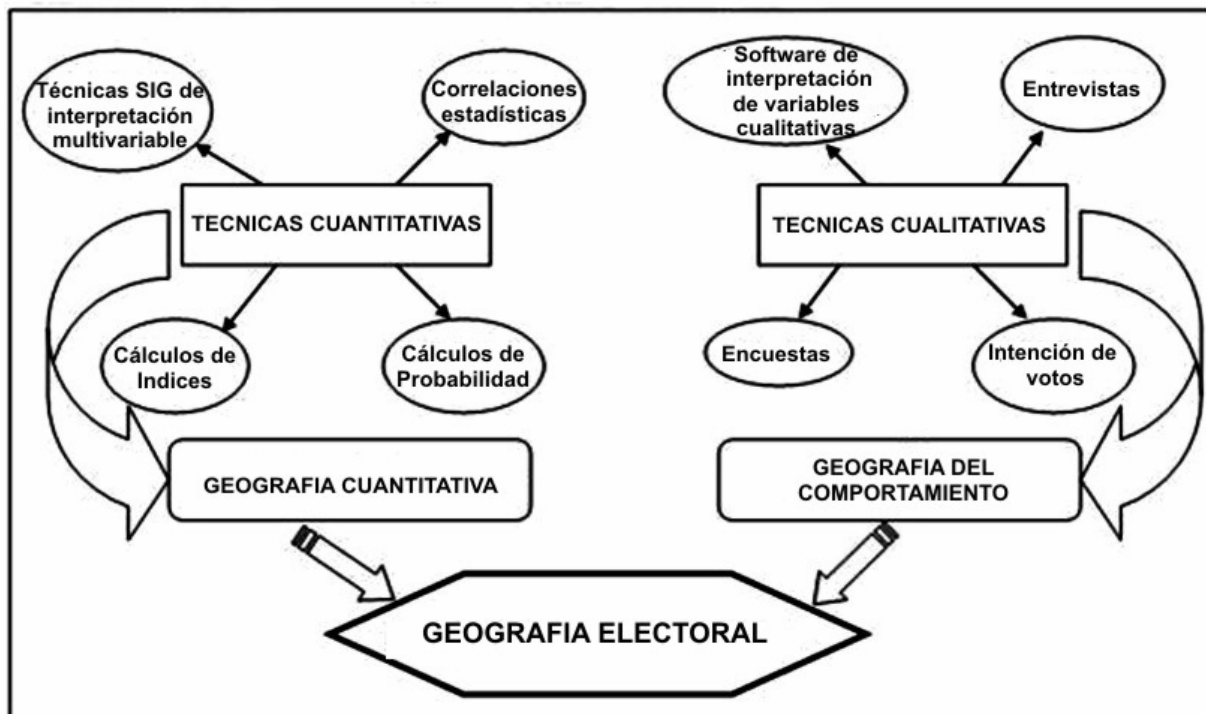 Técnicas SIG de
interpretación
multivariable
Correlaciones
estadísticas
Software de
interpretación
de variables
cualitativas
Entrevistas
TECNICAS CUANTITATIVAS
TECNICAS CUALITATIVAS
Cálculos de
Indices
Cálculos de
Probabilidad
Encuestas
Intención de
votos
GEOGRAFIA CUANTITATIVA
GEOGRAFIA DEL
COMPORTAMIENTO
GEOGRAFIA ELECTORAL